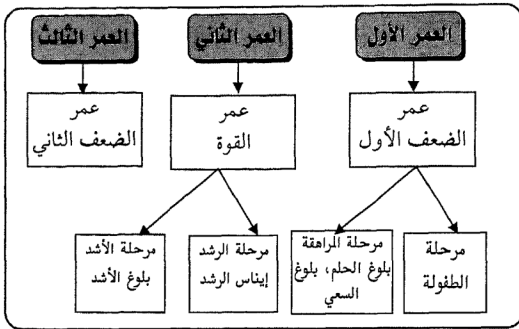 العمر الأول
العمر الثاني
العمر الثالث
عمر
الضعف الأول
عمر
القوة
عمر
الضعف الثاني
مرحلة
الطفولة
مرحلة المراهقة
بلوغ الحلم، بلوغ
السعي
مرحلة الرشد
إيناس الرشد
مرحلة الأشد
بلوغ الأشد